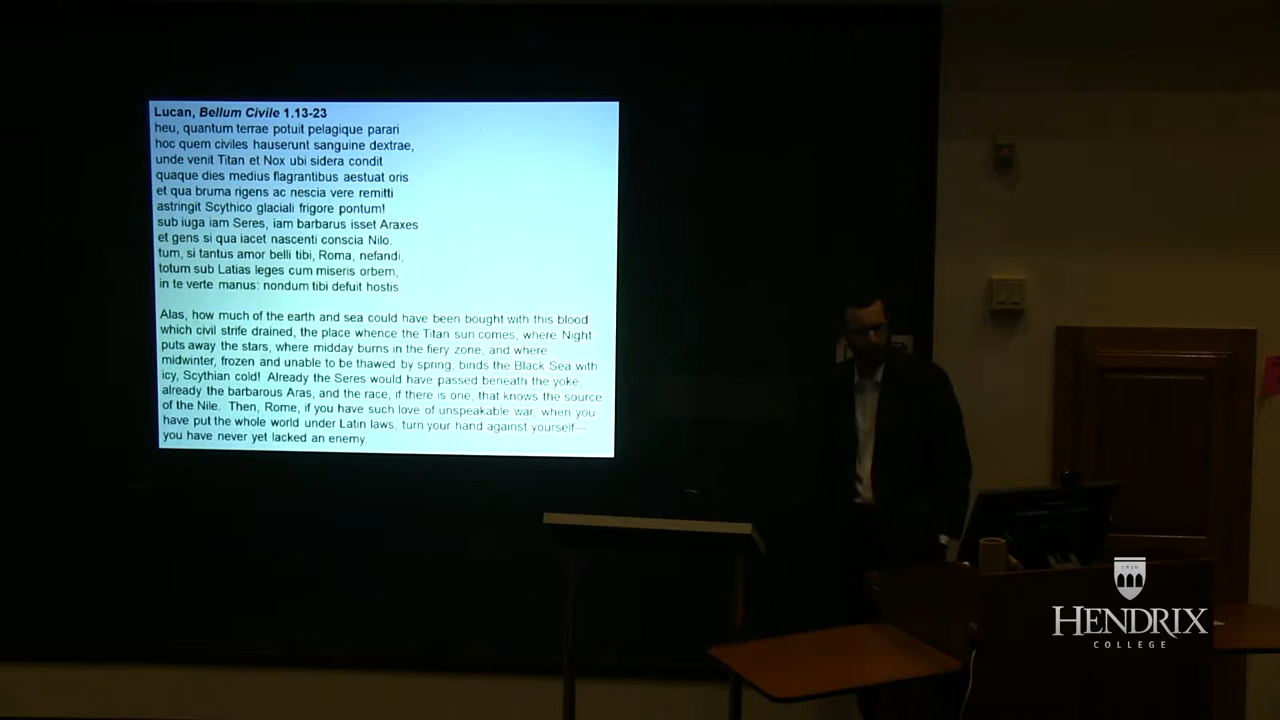 Lucan, Bellum Civile 1.13-23
heu, quantum terrae potuit pelagique parari
hoc quem civiles hauserunt sanguine dextrae,
unde venit Titan et Nox ubi sidera condit
quaque dies medius flagrantibus aestuat oris
et qua bruma rigens ac nescia vere remitti
astringit Scythico glaciali frigore pontum!
sub iuga iam Seres, iam barbarus isset Araxes
et gens si qua iacet nascenti conscia Nilo.
tum, si tantus amor belli tibi, Roma, nefandi,
totum sub Latias leges cum miseris orbem,
in te verte manus: nondum tibi defuit hostis.
Alas, how much of the earth and sea could have been bought with this blood
which civil strife drained, the place whence the Titan sun comes, where Night
puts away the stars, where midday burns in the fiery zone, and where
midwinter, frozen and unable to be thawed by spring, binds the Black Sea with
icy, Scythian cold! Already the Seres would have passed beneath the yoke,
already the barbarous Aras, and the race, if there is one, that knows the source
of the Nile. Then, Rome, if you have such love of unspeakable war, when you
have put the whole world under Latin laws, turn your hand against yourself—
you have never yet lacked an enemy.
1876
HENDRIX
COLLEGE